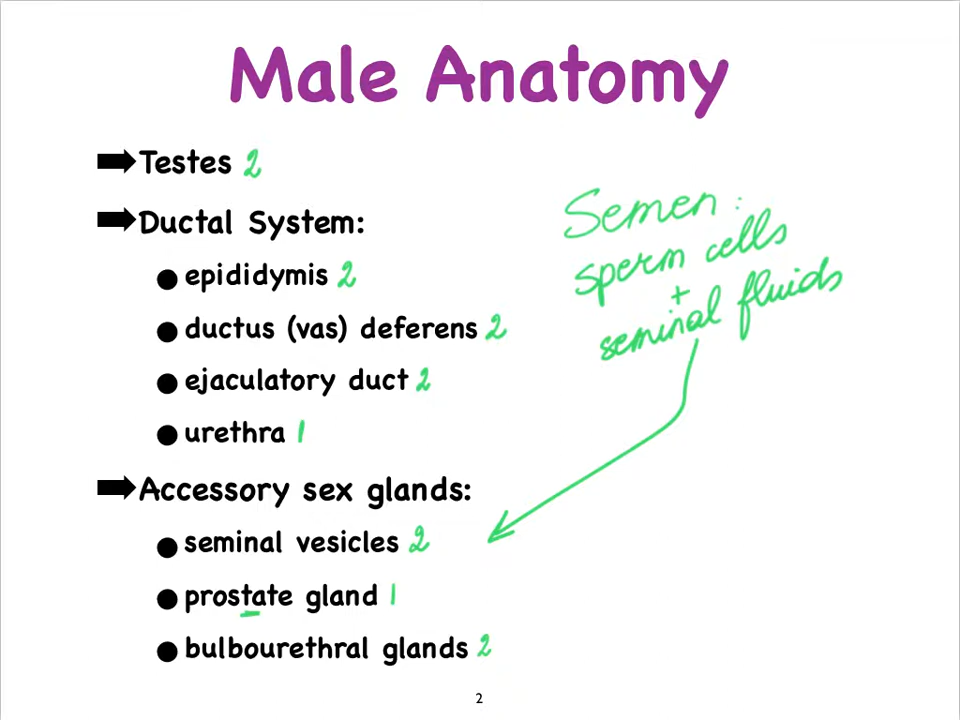 Male Anatomy
Testes 2
Ductal System:
epididymis 2
ductus (vas) deferens 2
ejaculatory duct 2
urethra 1
Accessory sex glands:
seminal vesicles 2
prostate gland 1
bulbourethral glands 2
Semen:
sperm cells
+
seminal fluids
2